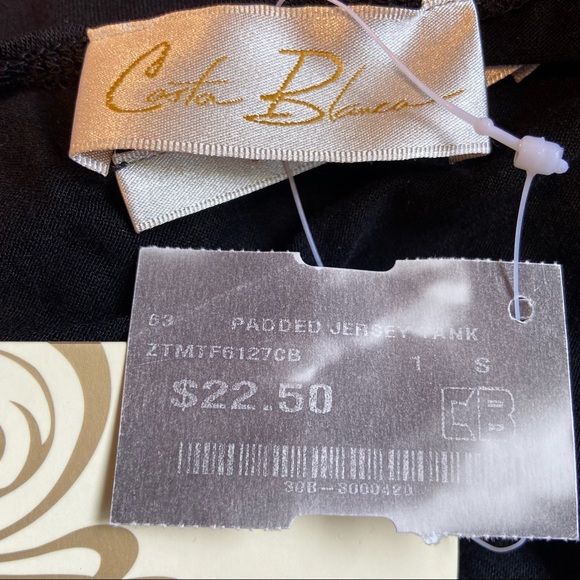 Costa Blanca
63 PADDED JERSEY TANK
ZTMTF6127CB 1 S
$22.50
CB
30B-3000420